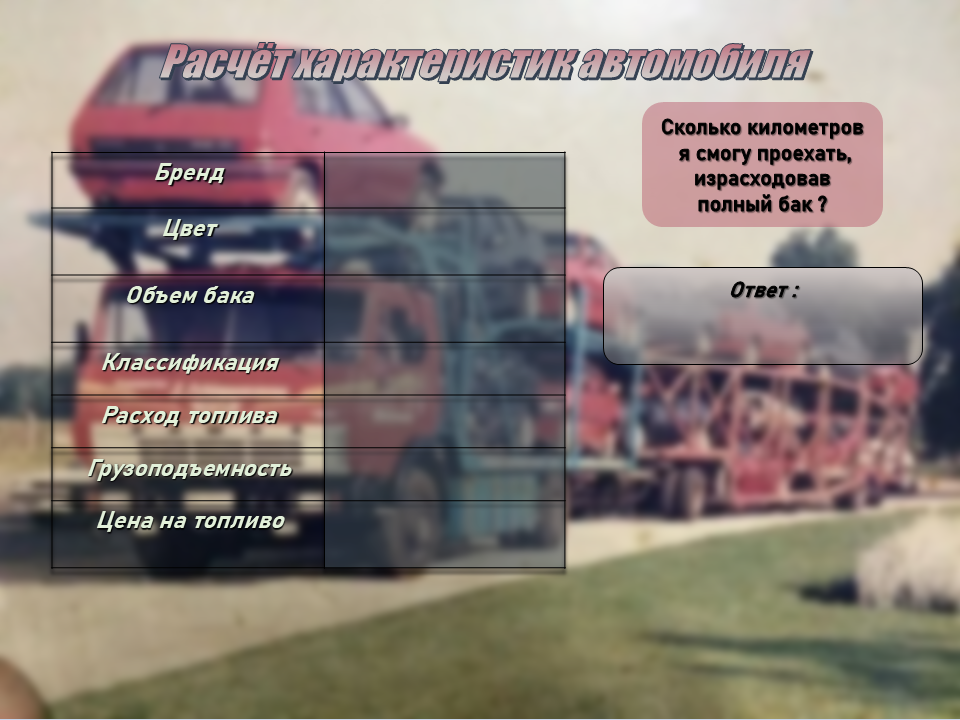 Расчёт характеристик автомобиля
Сколько километров
я смогу проехать,
израсходовав
полный бак ?
Бренд
Цвет
Объем бака
Классификация
Расход топлива
Грузоподъемность
Цена на топливо
Ответ :